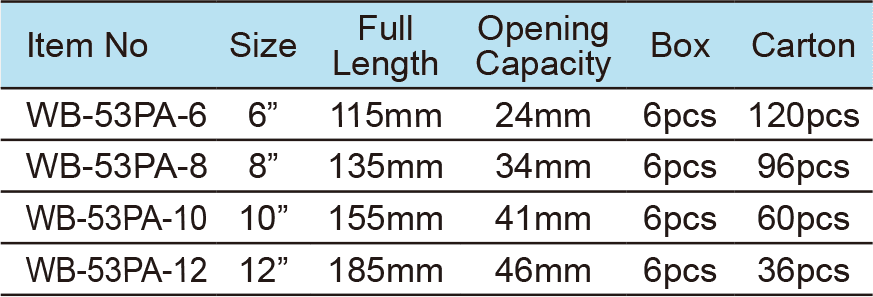 Item No Size Full Length Opening Capacity Box Carton
WB-53PA-6 6” 115mm 24mm 6pcs 120pcs
WB-53PA-8 8” 135mm 34mm 6pcs 96pcs
WB-53PA-10 10” 155mm 41mm 6pcs 60pcs
WB-53PA-12 12” 185mm 46mm 6pcs 36pcs